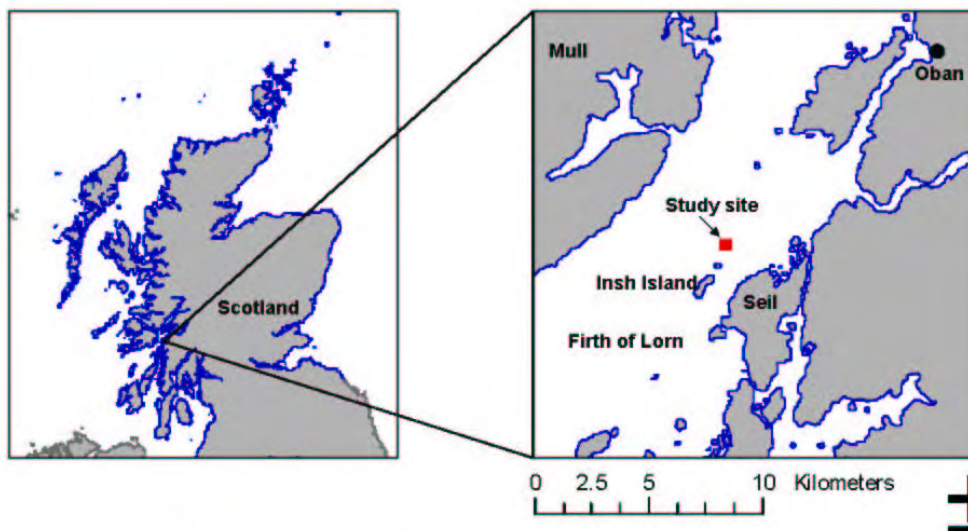 Scotland
Mull
Oban
Study site
Insh Island
Seil
Firth of Lorn
0 2.5 5 10 Kilometers